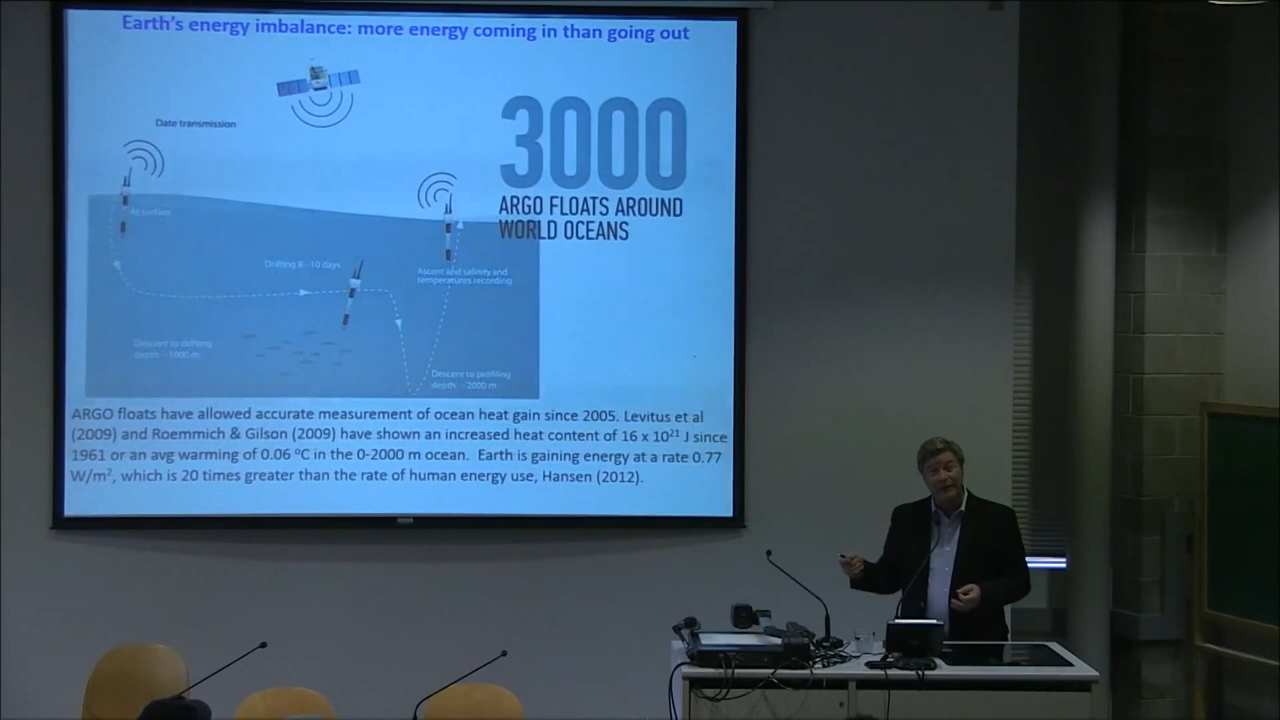 Earth's energy imbalance: more energy coming in than going out
Date transmission
3000
ARGO FLOATS AROUND
WORLD OCEANS
At surface
Drifting 8 - 10 days
Ascent and salinity and
temperatures recording
Descent to drifting
depth ~ 1000 m
Descent to profiling
depth ~2000 m
ARGO floats have allowed accurate measurement of ocean heat gain since 2005. Levitus et al
(2009) and Roemmich & Gilson (2009) have shown an increased heat content of 16 x 10²¹ J since
1961 or an avg warming of 0.06 ºC in the 0-2000 m ocean. Earth is gaining energy at a rate 0.77
W/m², which is 20 times greater than the rate of human energy use, Hansen (2012).